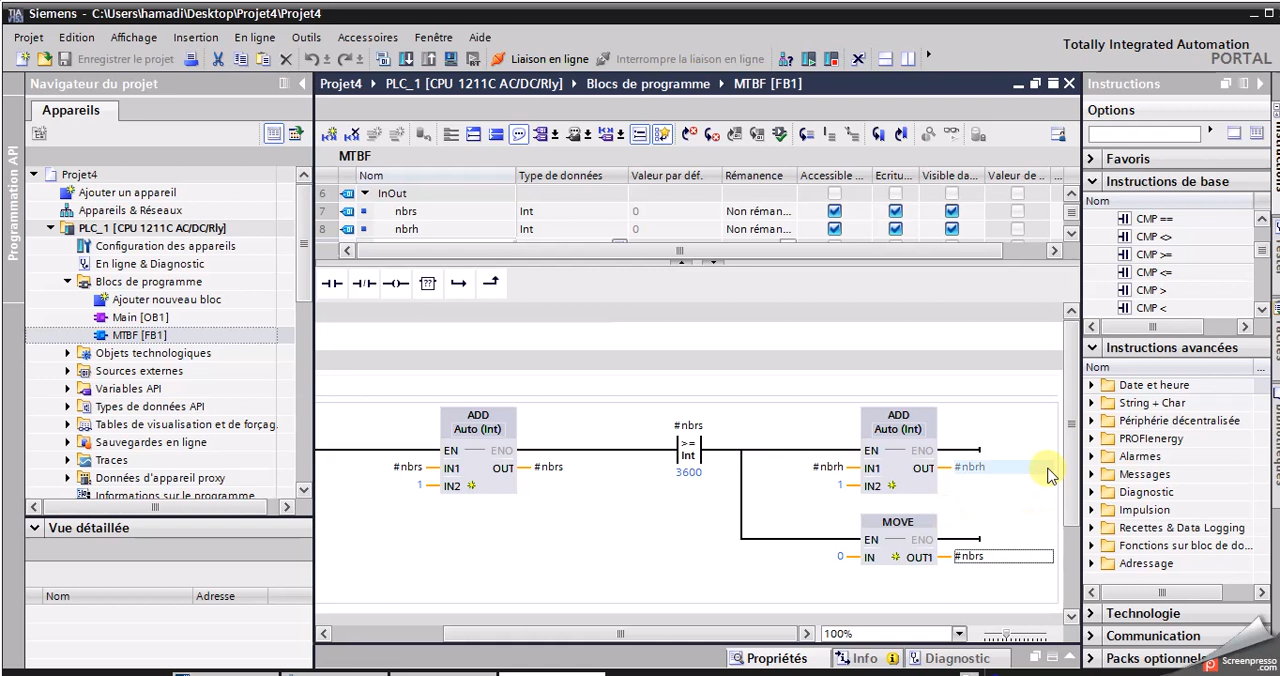 Siemens - C:\Users\hamadi\Desktop\Projet4\Projet4
Projet Edition Affichage Insertion En ligne Outils Accessoires Fenêtre Aide
Totally Integrated Automation
PORTAL
Enregistrer le projet Liaison en ligne Interrompre la liaison en ligne
Navigateur du projet
Projet4 PLC_1 [CPU 1211C AC/DC/Rly] Blocs de programme MTBF [FB1]
Instructions
Appareils
Options
Programmation API
MTBF
Nom Type de données Valeur par déf. Rémanence Accessible ... Ecritu... Visible da... Valeur de .. ...
6 InOut
7 nbrs Int 0 Non réman...
8 nbrh Int 0 Non réman...
Projet4
Ajouter un appareil
Appareils & Réseaux
PLC_1 [CPU 1211C AC/DC/Rly]
Configuration des appareils
En ligne & Diagnostic
Blocs de programme
Ajouter nouveau bloc
Main [OB1]
MTBF [FB1]
Objets technologiques
Sources externes
Variables API
Types de données API
Tables de visualisation et de forçag.
Sauvegardes en ligne
Traces
Données d'appareil proxy
Informations sur le programme
Vue détaillée
Nom Adresse
ADD
Auto (Int)
EN ENO
#nbrs IN1 OUT #nbrs
1 IN2
#nbrs
>=
Int
3600
ADD
Auto (Int)
EN ENO
#nbrh IN1 OUT #nbrh
1 IN2
MOVE
EN ENO
0 IN OUT1 #nbrs
100%
Propriétés Info Diagnostic
Favoris
Instructions de base
Nom
CMP ==
CMP <>
CMP >=
CMP <=
CMP >
CMP <
Instructions avancées
Nom ...
Date et heure
String + Char
Périphérie décentralisée
PROFIenergy
Alarmes
Messages
Diagnostic
Impulsion
Recettes & Data Logging
Fonctions sur bloc de do...
Adressage
Technologie
Communication
Packs optionnels
Screenpresso
.com